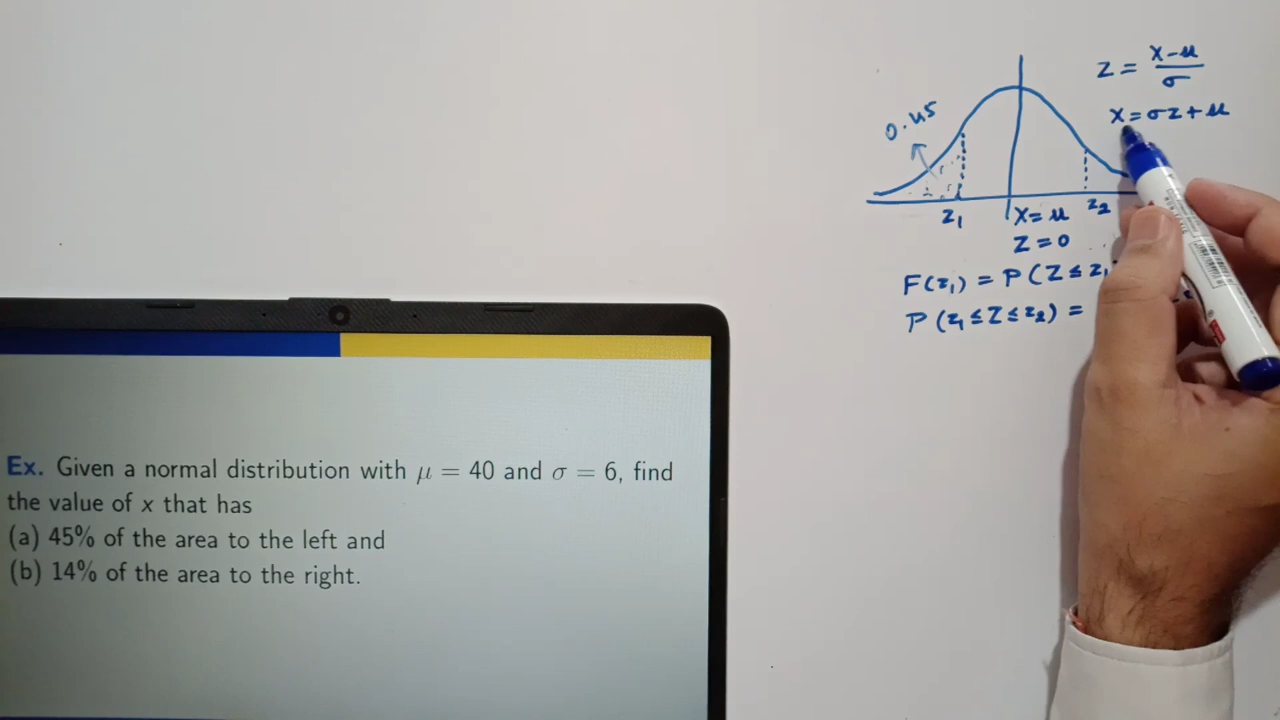 Z = X-μ/σ
0.45
X=σZ+μ
z₁
X=μ
z₂
Z=0
F(z₁) = P(Z≤z₁
P(z₁≤Z≤z₂) =
Ex. Given a normal distribution with μ = 40 and σ = 6, find
the value of x that has
(a) 45% of the area to the left and
(b) 14% of the area to the right.